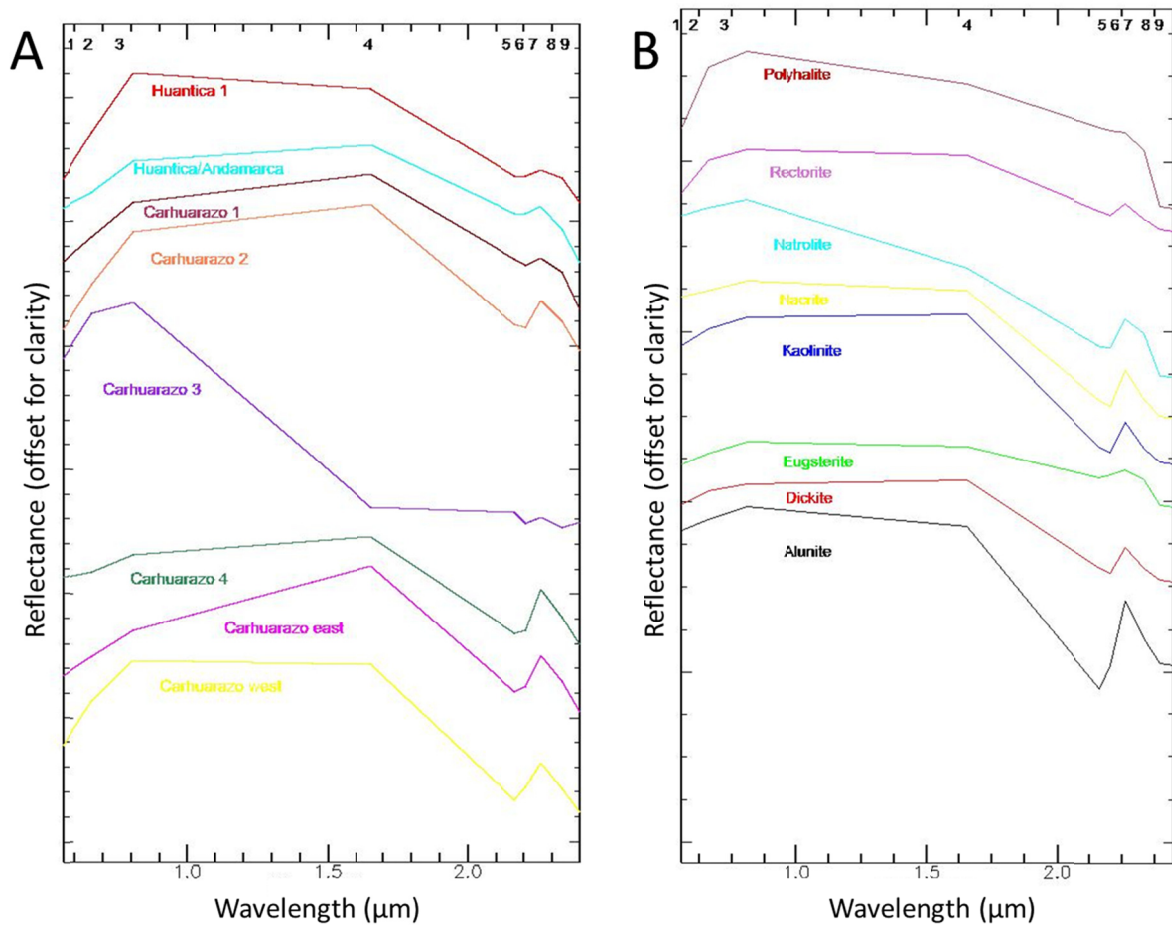 A
1 2 3 4 5 6 7 8 9
Huantica 1
Huantica/Andamarca
Carhuarazo 1
Carhuarazo 2
Carhuarazo 3
Carhuarazo 4
Carhuarazo east
Carhuarazo west
Reflectance (offset for clarity)
1.0 1.5 2.0
Wavelength (µm)
B
1 2 3 4 5 6 7 8 9
Polyhalite
Rectorite
Natrolite
Nacrite
Kaolinite
Eugsterite
Dickite
Alunite
Reflectance (offset for clarity)
1.0 1.5 2.0
Wavelength (µm)